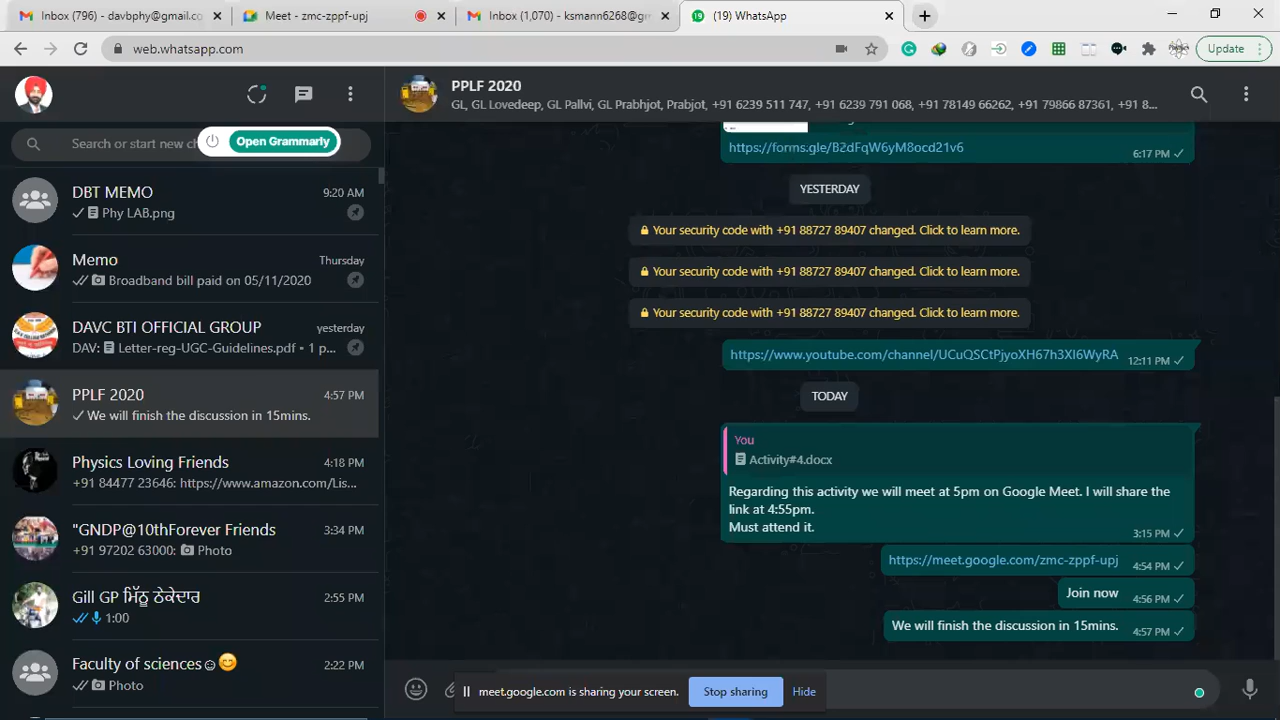 Inbox (796) - davbphy@gmail.co
Meet - zmc-zppf-upj
Inbox (1,070) - ksmann6268@g
(19) WhatsApp
web.whatsapp.com
Update
PPLF 2020
GL, GL Lovedeep, GL Pallvi, GL Prabhjot, Prabjot, +91 6239 511 747, +91 6239 791 068, +91 78149 66262, +91 79866 87361, +91 8...
Search or start new ch
Open Grammarly
DBT MEMO
9:20 AM
Phy LAB.png
Memo
Thursday
Broadband bill paid on 05/11/2020
DAVC BTI OFFICIAL GROUP
yesterday
DAV: Letter-reg-UGC-Guidelines.pdf • 1 p...
PPLF 2020
4:57 PM
We will finish the discussion in 15mins.
Physics Loving Friends
4:18 PM
+91 84477 23646: https://www.amazon.com/Lis...
"GNDP@10thForever Friends
3:34 PM
+91 97202 63000: Photo
Gill GP ਮਿੱਠੂ ਠੇਕੇਦਾਰ
2:55 PM
1:00
Faculty of sciences☺😊
2:22 PM
Photo
https://forms.gle/B2dFqW6yM8ocd21v6
6:17 PM
YESTERDAY
Your security code with +91 88727 89407 changed. Click to learn more.
Your security code with +91 88727 89407 changed. Click to learn more.
Your security code with +91 88727 89407 changed. Click to learn more.
https://www.youtube.com/channel/UCuQSCtPjyoXH67h3XI6WyRA
12:11 PM
TODAY
You
Activity#4.docx
Regarding this activity we will meet at 5pm on Google Meet. I will share the
link at 4:55pm.
Must attend it.
3:15 PM
https://meet.google.com/zmc-zppf-upj
4:54 PM
Join now
4:56 PM
We will finish the discussion in 15mins.
4:57 PM
meet.google.com is sharing your screen.
Stop sharing
Hide